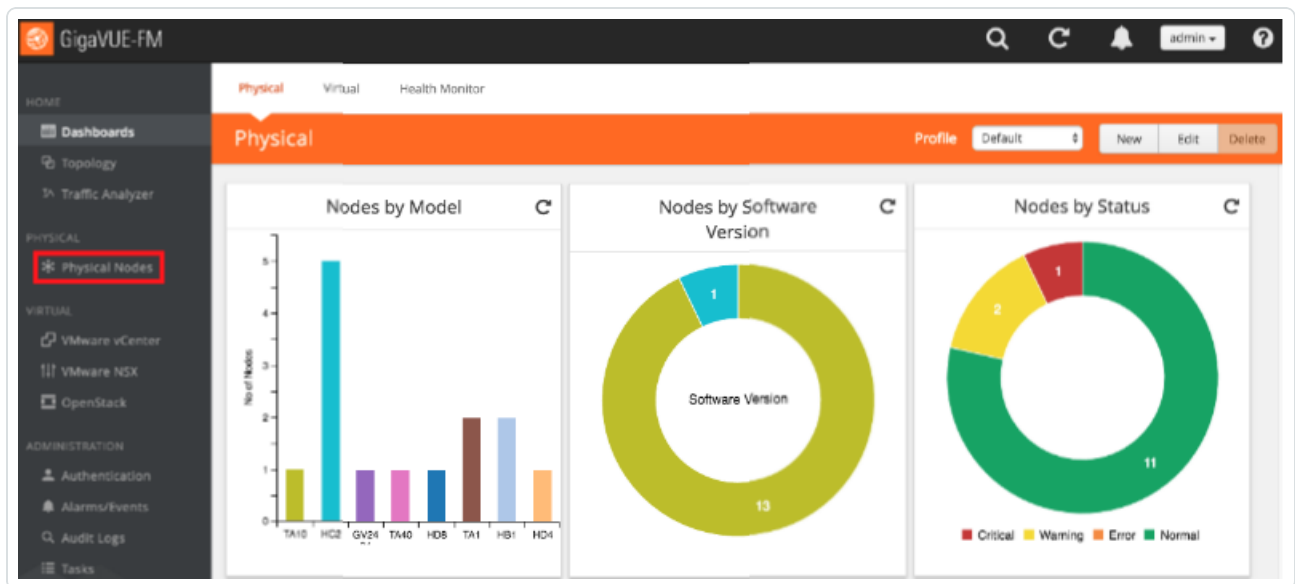 GigaVUE-FM
admin
?
HOME
Dashboards
Topology
Traffic Analyzer
PHYSICAL
Physical Nodes
VIRTUAL
VMware vCenter
VMware NSX
OpenStack
ADMINISTRATION
Authentication
Alarms/Events
Audit Logs
Tasks
Physical Virtual Health Monitor
Physical
Profile Default New Edit Delete
Nodes by Model
No of Nodes
5
4
3
2
1
0
TA10 HC2 GV24 TA40 HD8 TA1 HB1 HD4
Nodes by Software
Version
1
Software Version
13
Nodes by Status
1
2
11
Critical Warning Error Normal